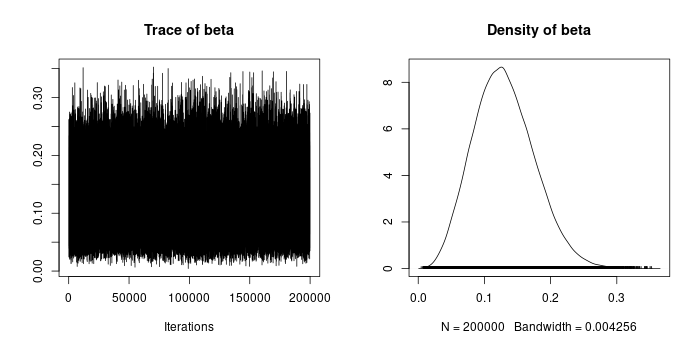 Trace of beta
0.00 0.10 0.20 0.30
0 50000 100000 150000 200000
Iterations
Density of beta
0 2 4 6 8
0.0 0.1 0.2 0.3
N = 200000 Bandwidth = 0.004256